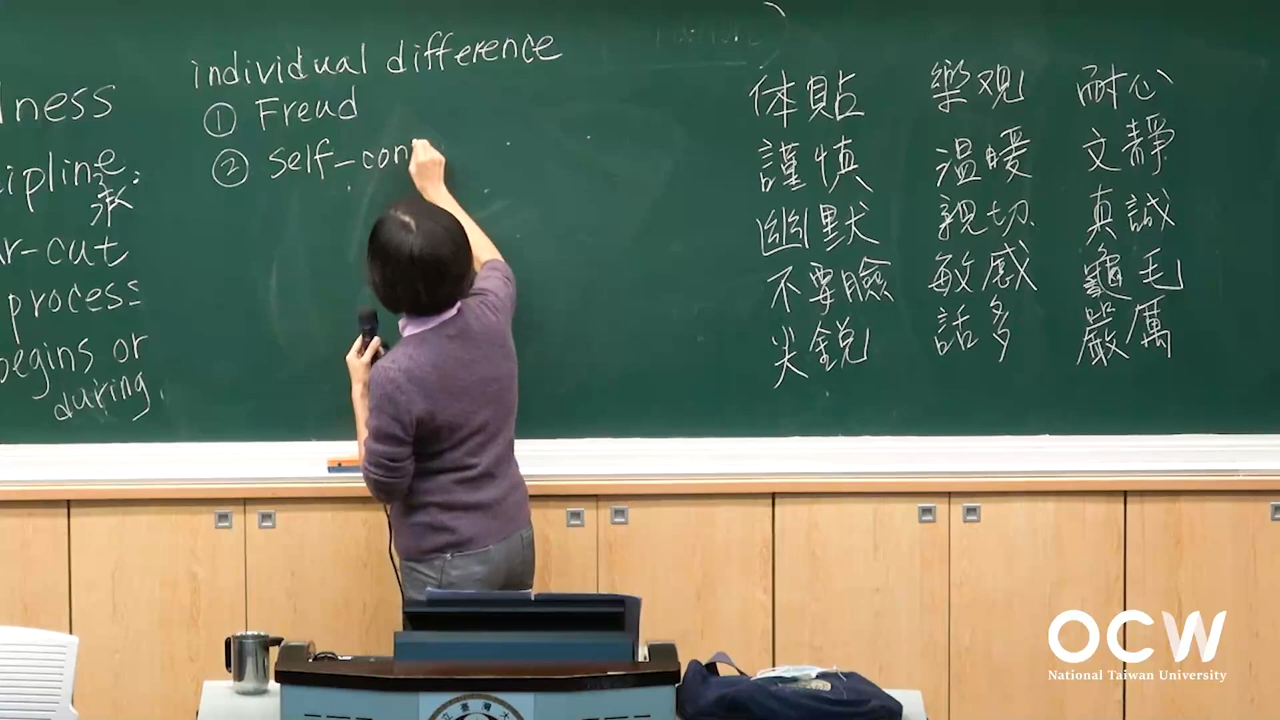 lness
cipline.
承
r-cut
process
begins or
during.
individual difference
① Freud
② self-con
体貼 樂观 耐心
謹慎 溫暖 文靜
幽默 親切 真誠
不要臉 敏感 龜毛
尖銳 話多 嚴厲
OCW
National Taiwan University